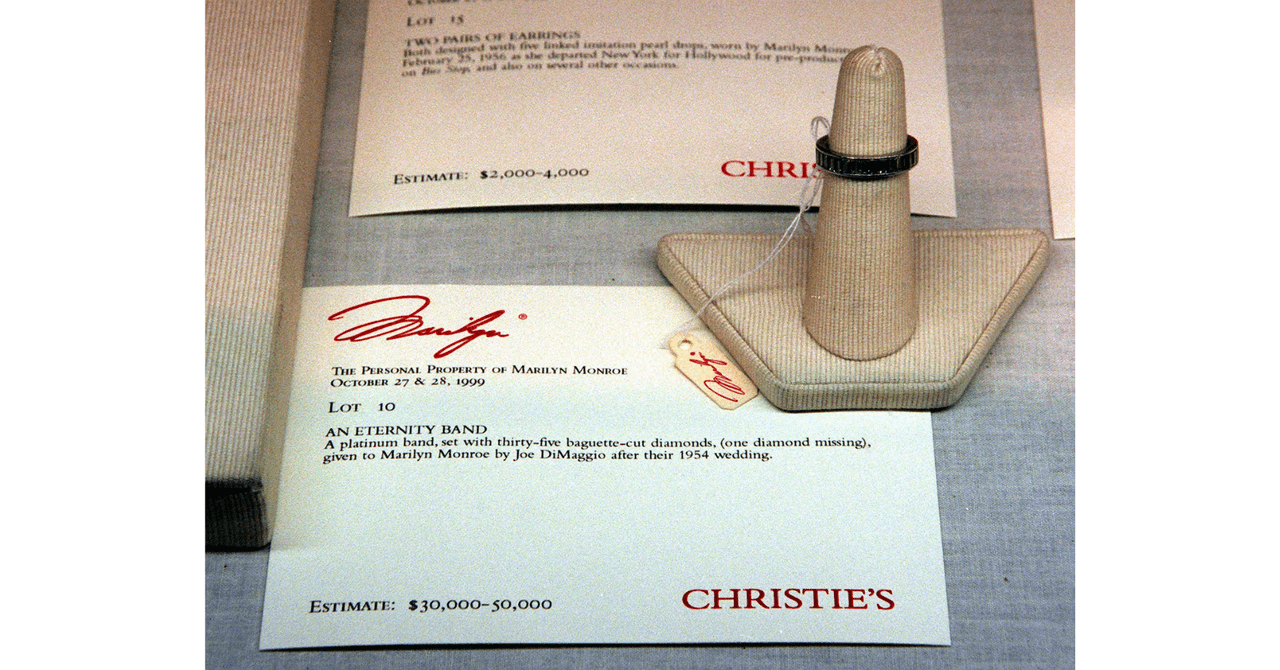 LOT 15
TWO PAIRS OF EARRINGS
Both designed with five linked imitation pearl drops, worn by Marilyn Monr
February 25, 1956 as she departed New York for Hollywood for pre-produc
on Bus Stop, and also on several other occasions.
ESTIMATE: $2,000–4,000
CHRIS
Marilyn®
THE PERSONAL PROPERTY OF MARILYN MONROE
OCTOBER 27 & 28, 1999
LOT 10
AN ETERNITY BAND
A platinum band, set with thirty-five baguette-cut diamonds, (one diamond missing),
given to Marilyn Monroe by Joe DiMaggio after their 1954 wedding.
ESTIMATE: $30,000–50,000
CHRISTIE'S